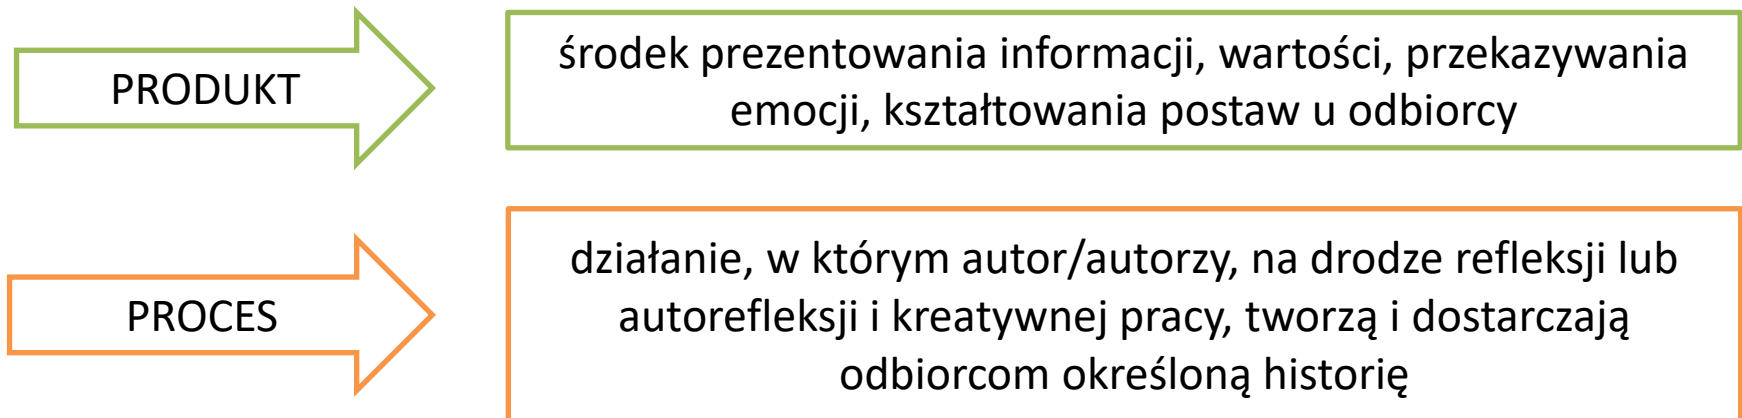 PRODUKT
środek prezentowania informacji, wartości, przekazywania
emocji, kształtowania postaw u odbiorcy
PROCES
działanie, w którym autor/autorzy, na drodze refleksji lub
autorefleksji i kreatywnej pracy, tworzą i dostarczają
odbiorcom określoną historię